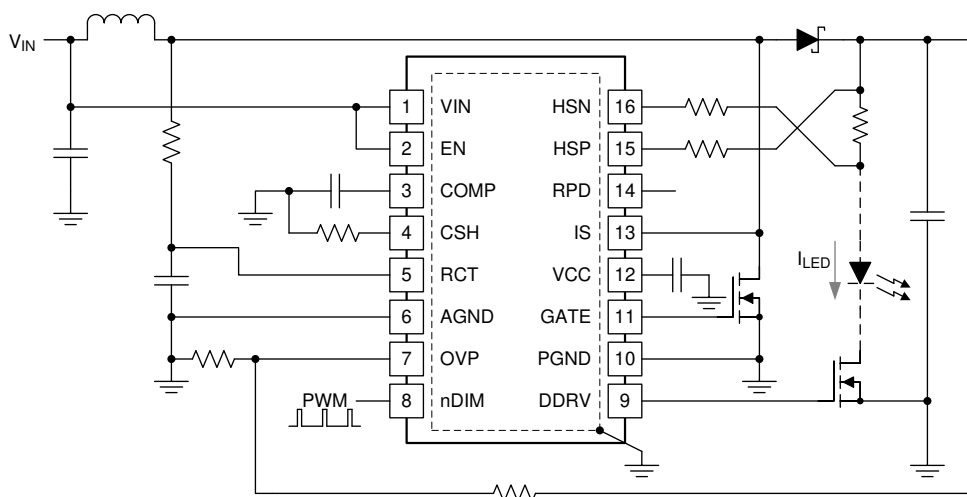 VIN
1 VIN HSN 16
2 EN HSP 15
3 COMP RPD 14
4 CSH IS 13
5 RCT VCC 12
ILED
6 AGND GATE 11
7 OVP PGND 10
PWM 8 nDIM DDRV 9